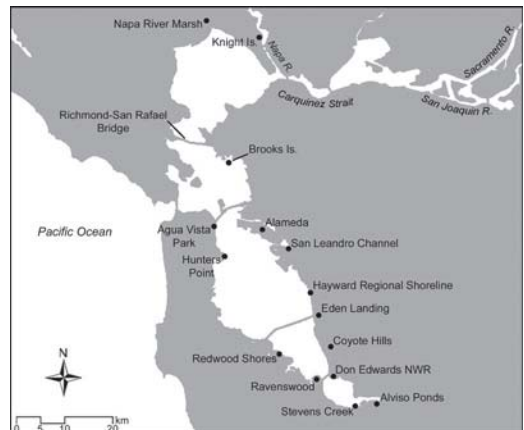 Napa River Marsh
Knight Is.
Napa R.
Sacramento R.
Carquinez Strait
San Joaquin R.
Richmond-San Rafael
Bridge
Brooks Is.
Pacific Ocean
Agua Vista
Park
Alameda
San Leandro Channel
Hunters
Point
Hayward Regional Shoreline
Eden Landing
Coyote Hills
Redwood Shores
Don Edwards NWR
Ravenswood
Alviso Ponds
Stevens Creek
N
0 5 10 20 km